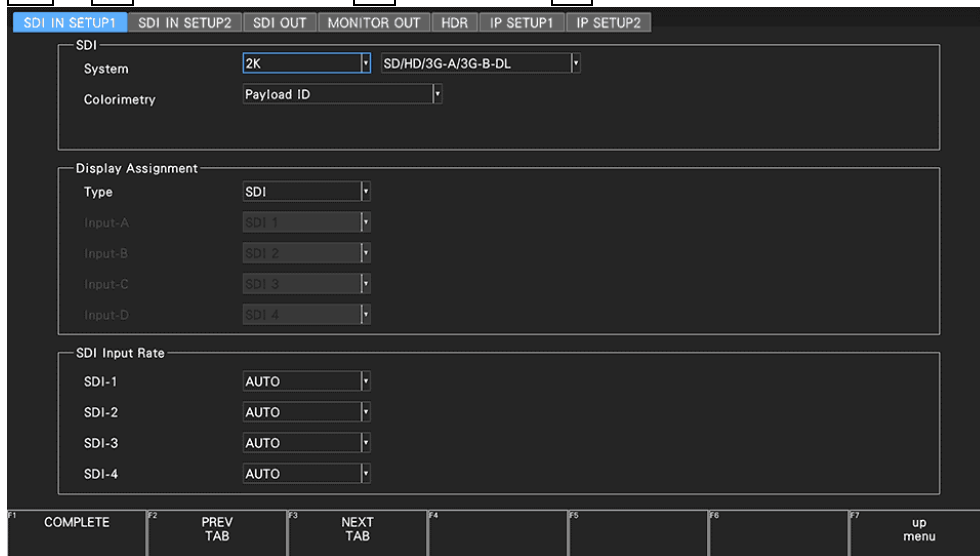 SDI IN SETUP1 SDI IN SETUP2 SDI OUT MONITOR OUT HDR IP SETUP1 IP SETUP2
SDI
System 2K SD/HD/3G-A/3G-B-DL
Colorimetry Payload ID
Display Assignment
Type SDI
Input-A SDI 1
Input-B SDI 2
Input-C SDI 3
Input-D SDI 4
SDI Input Rate
SDI-1 AUTO
SDI-2 AUTO
SDI-3 AUTO
SDI-4 AUTO
F1 COMPLETE F2 PREV F3 NEXT F4 F5 F6 F7 up
TAB TAB menu